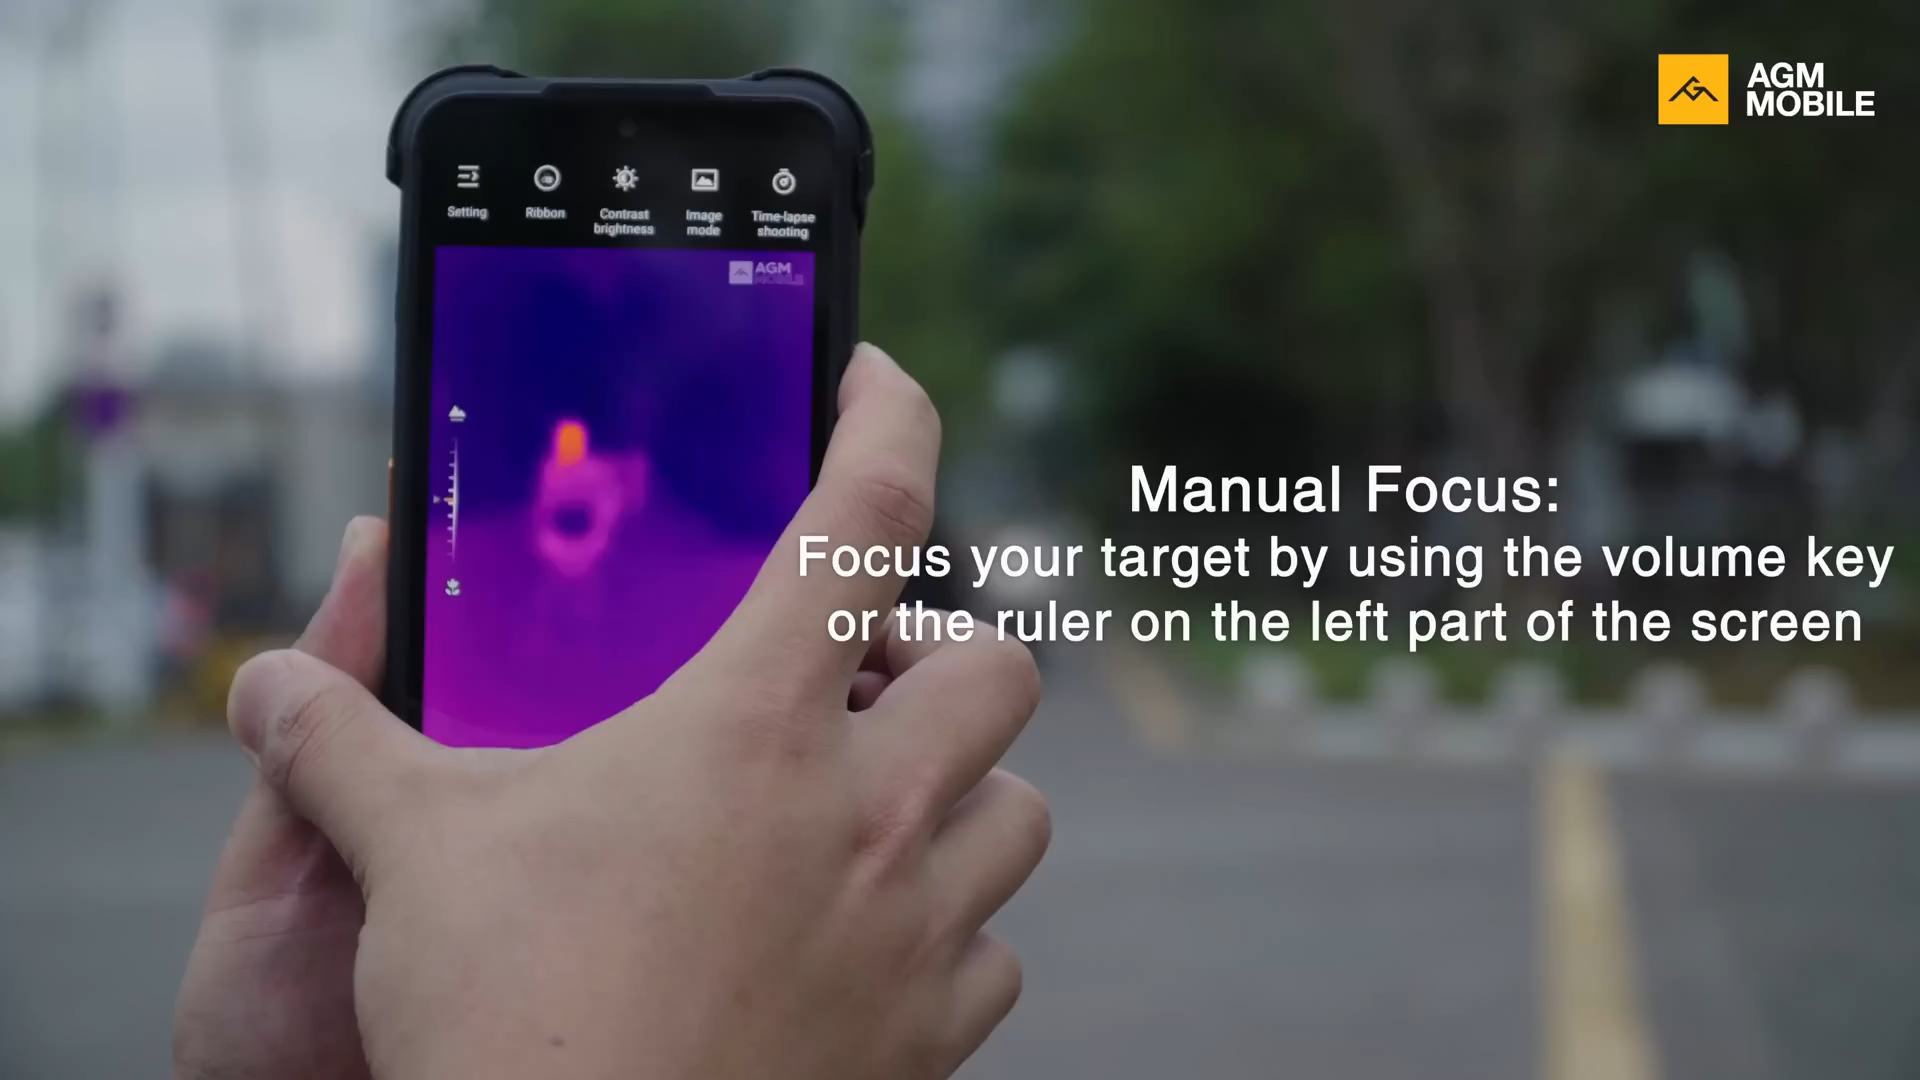 AGM
MOBILE
Setting
Ribbon
Contrast
brightness
Image
mode
Time-lapse
shooting
AGM
MOBILE
Manual Focus:
Focus your target by using the volume key
or the ruler on the left part of the screen